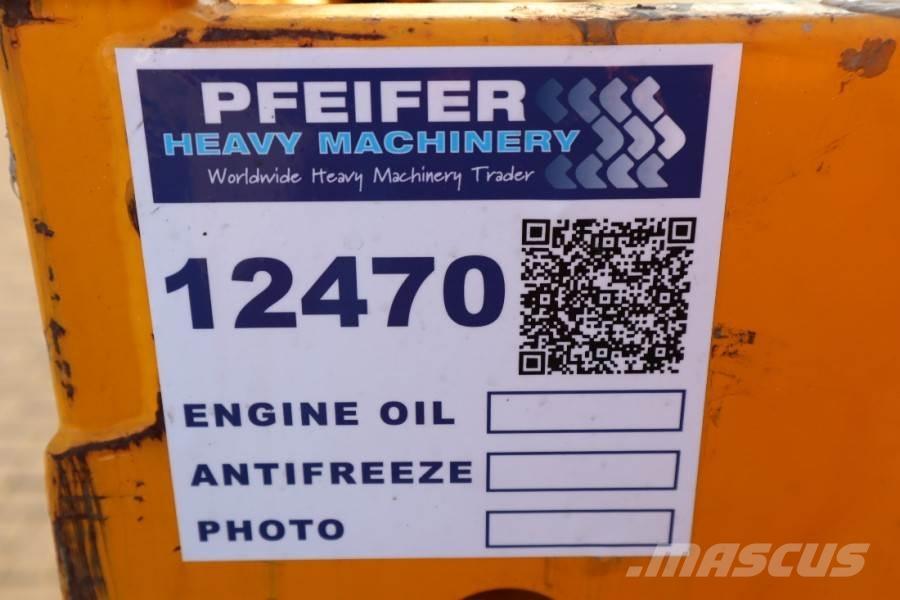 PFEIFER
HEAVY MACHINERY
Worldwide Heavy Machinery Trader
12470
ENGINE OIL
ANTIFREEZE
PHOTO
MASCUS